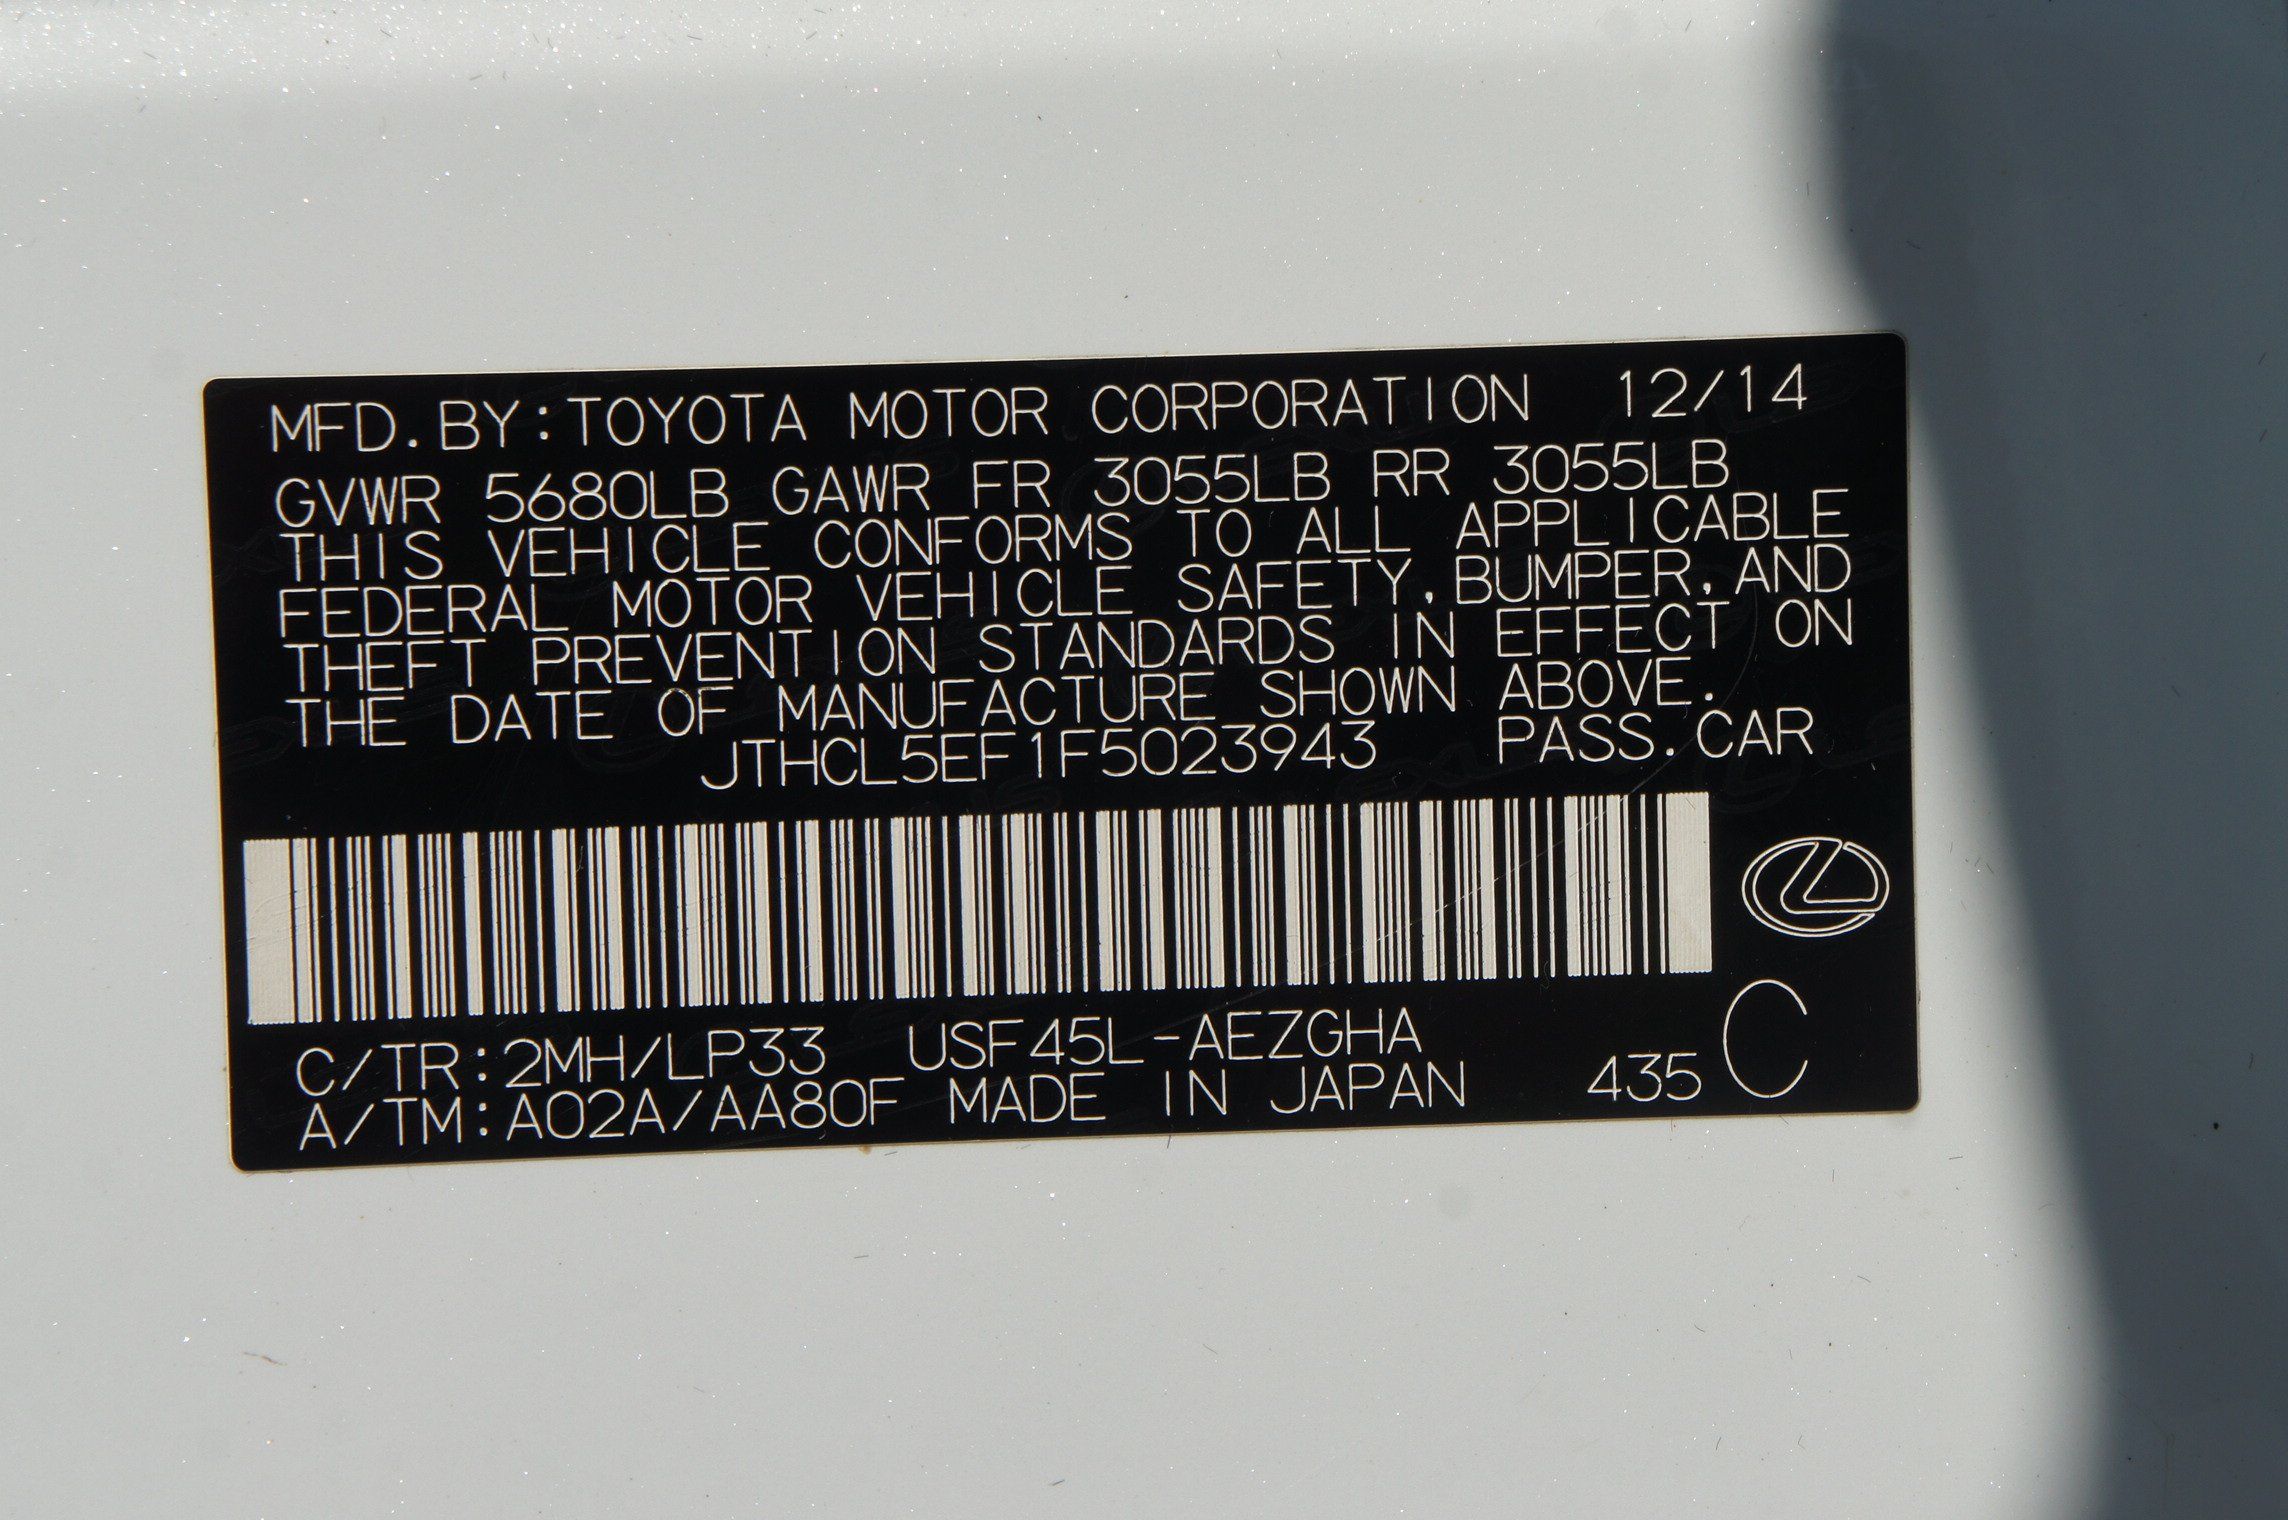 MFD.BY:TOYOTA MOTOR CORPORATION 12/14
GVWR 5680LB GAWR FR 3055LB RR 3055LB
THIS VEHICLE CONFORMS TO ALL APPLICABLE
FEDERAL MOTOR VEHICLE SAFETY,BUMPER,AND
THEFT PREVENTION STANDARDS IN EFFECT ON
THE DATE OF MANUFACTURE SHOWN ABOVE.
JTHCL5EF1F5023943 PASS.CAR
C/TR:2MH/LP33 USF45L-AEZGHA
A/TM:A02A/AA80F MADE IN JAPAN 435 C